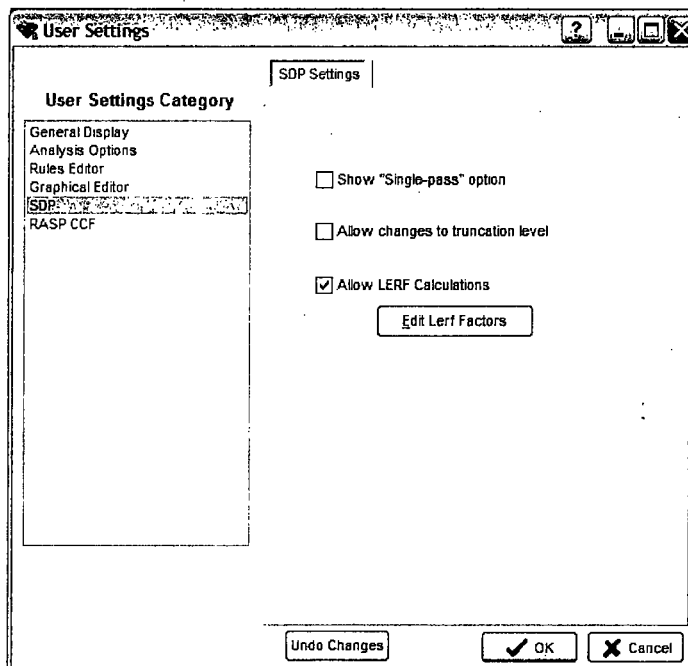 User Settings
?
SDP Settings
User Settings Category
General Display
Analysis Options
Rules Editor
Graphical Editor
SDP
RASP CCF
Show "Single-pass" option
Allow changes to truncation level
Allow LERF Calculations
Edit Lerf Factors
Undo Changes
OK
Cancel